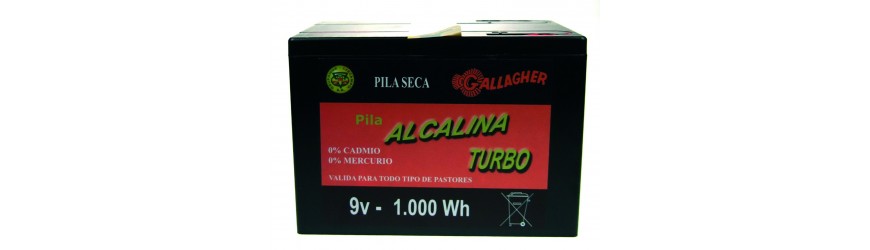 PILA SECA
GALLAGHER
Pila
ALCALINA
TURBO
0% CADMIO
0% MERCURIO
VALIDA PARA TODO TIPO DE PASTORES
9v - 1.000 Wh